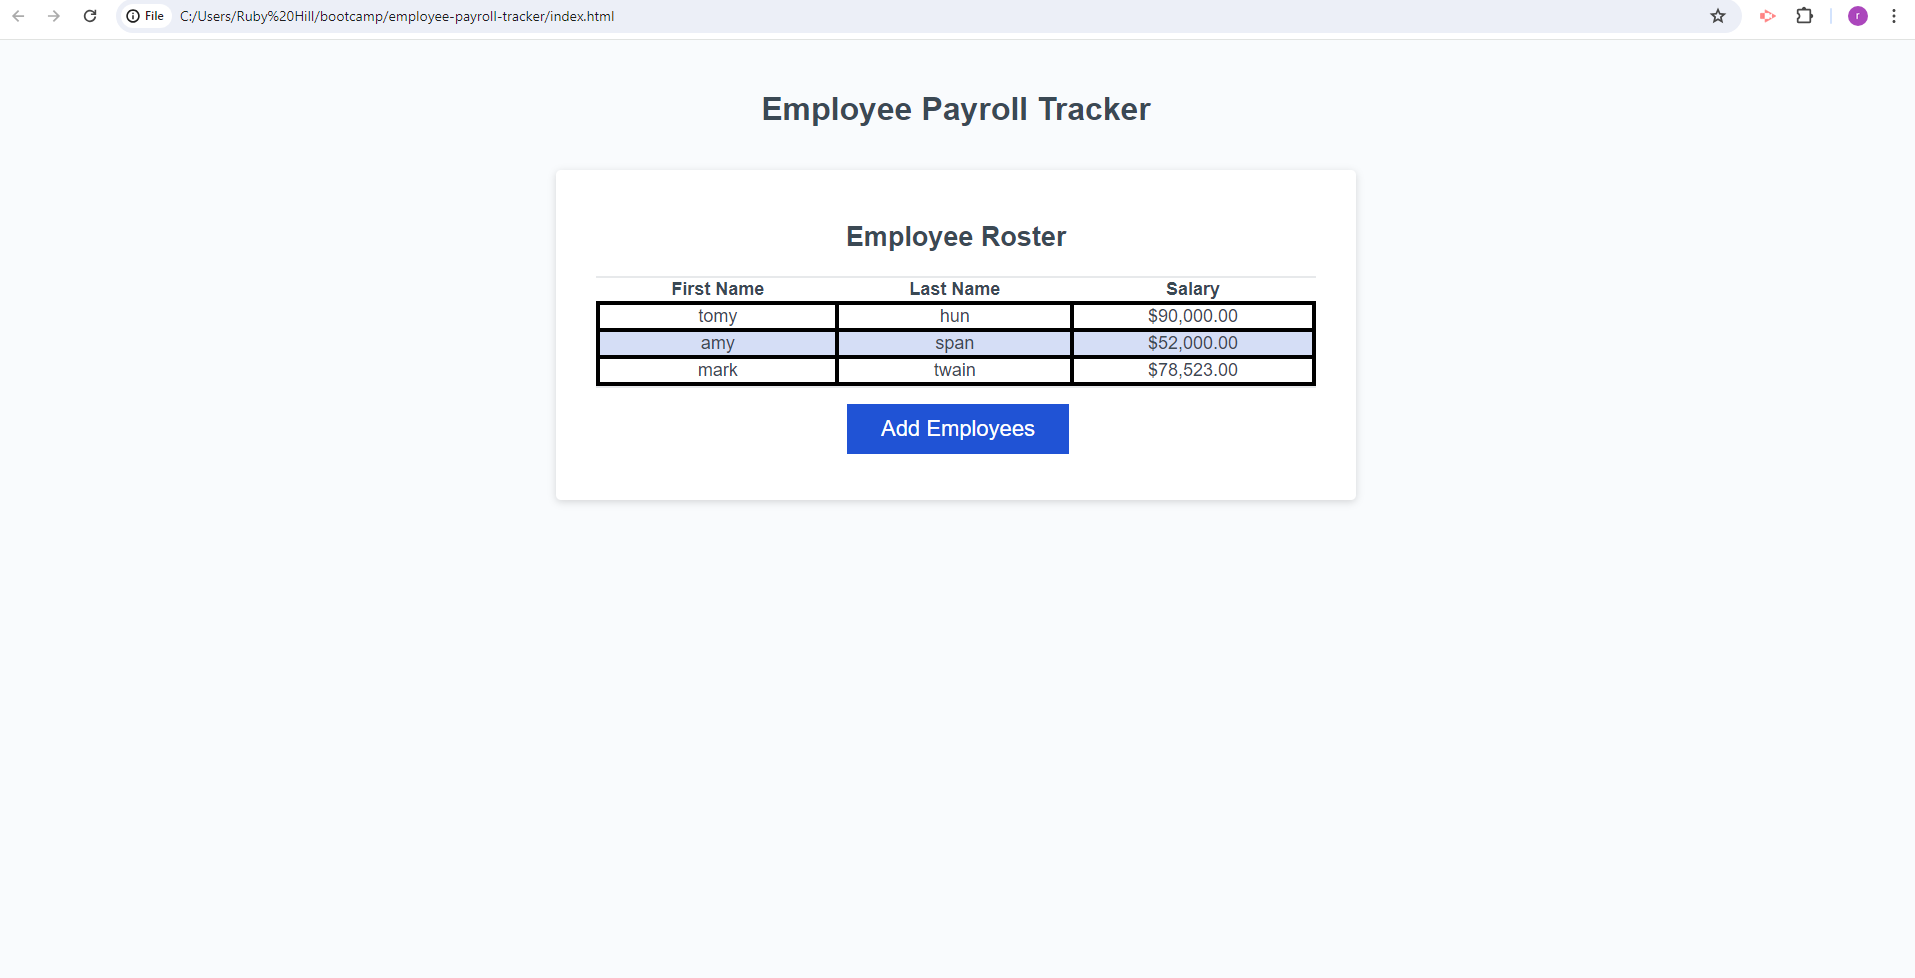 File C:/Users/Ruby%20Hill/bootcamp/employee-payroll-tracker/index.html r
Employee Payroll Tracker
Employee Roster
First Name Last Name Salary
tomy hun $90,000.00
amy span $52,000.00
mark twain $78,523.00
Add Employees